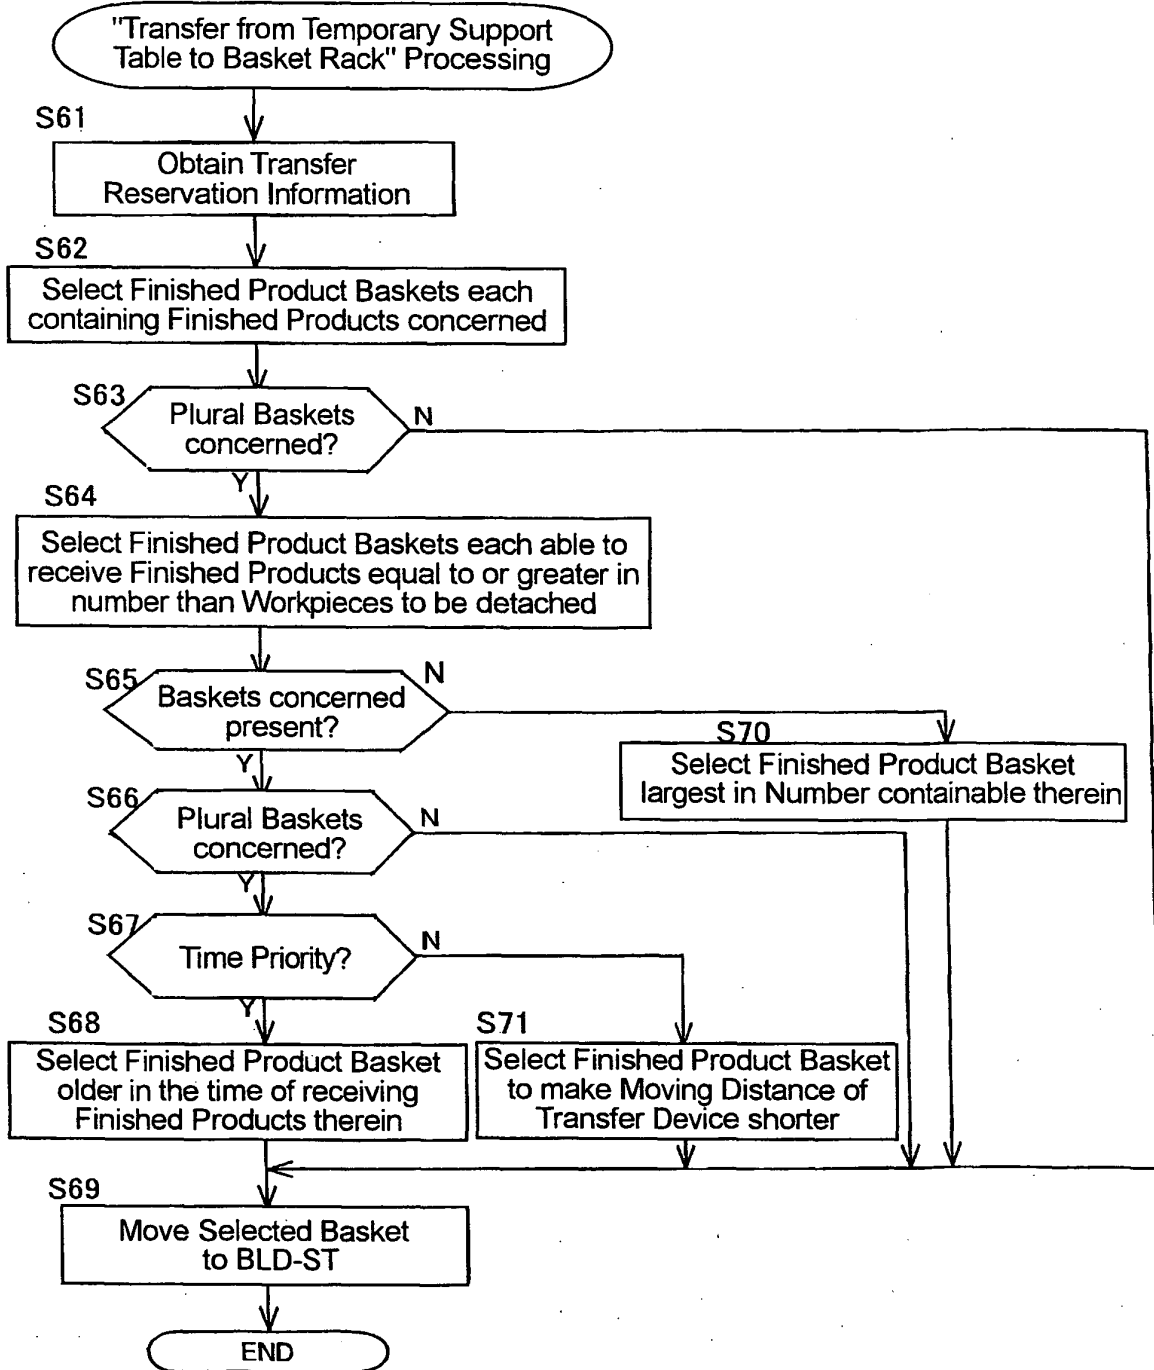 "Transfer from Temporary Support
Table to Basket Rack" Processing
S61
Obtain Transfer
Reservation Information
S62
Select Finished Product Baskets each
containing Finished Products concerned
S63
Plural Baskets
concerned?
N
Y
S64
Select Finished Product Baskets each able to
receive Finished Products equal to or greater in
number than Workpieces to be detached
S65
Baskets concerned
present?
N
Y
S70
Select Finished Product Basket
largest in Number containable therein
S66
Plural Baskets
concerned?
N
Y
S67
Time Priority?
N
Y
S68
Select Finished Product Basket
older in the time of receiving
Finished Products therein
S71
Select Finished Product Basket
to make Moving Distance of
Transfer Device shorter
S69
Move Selected Basket
to BLD-ST
END